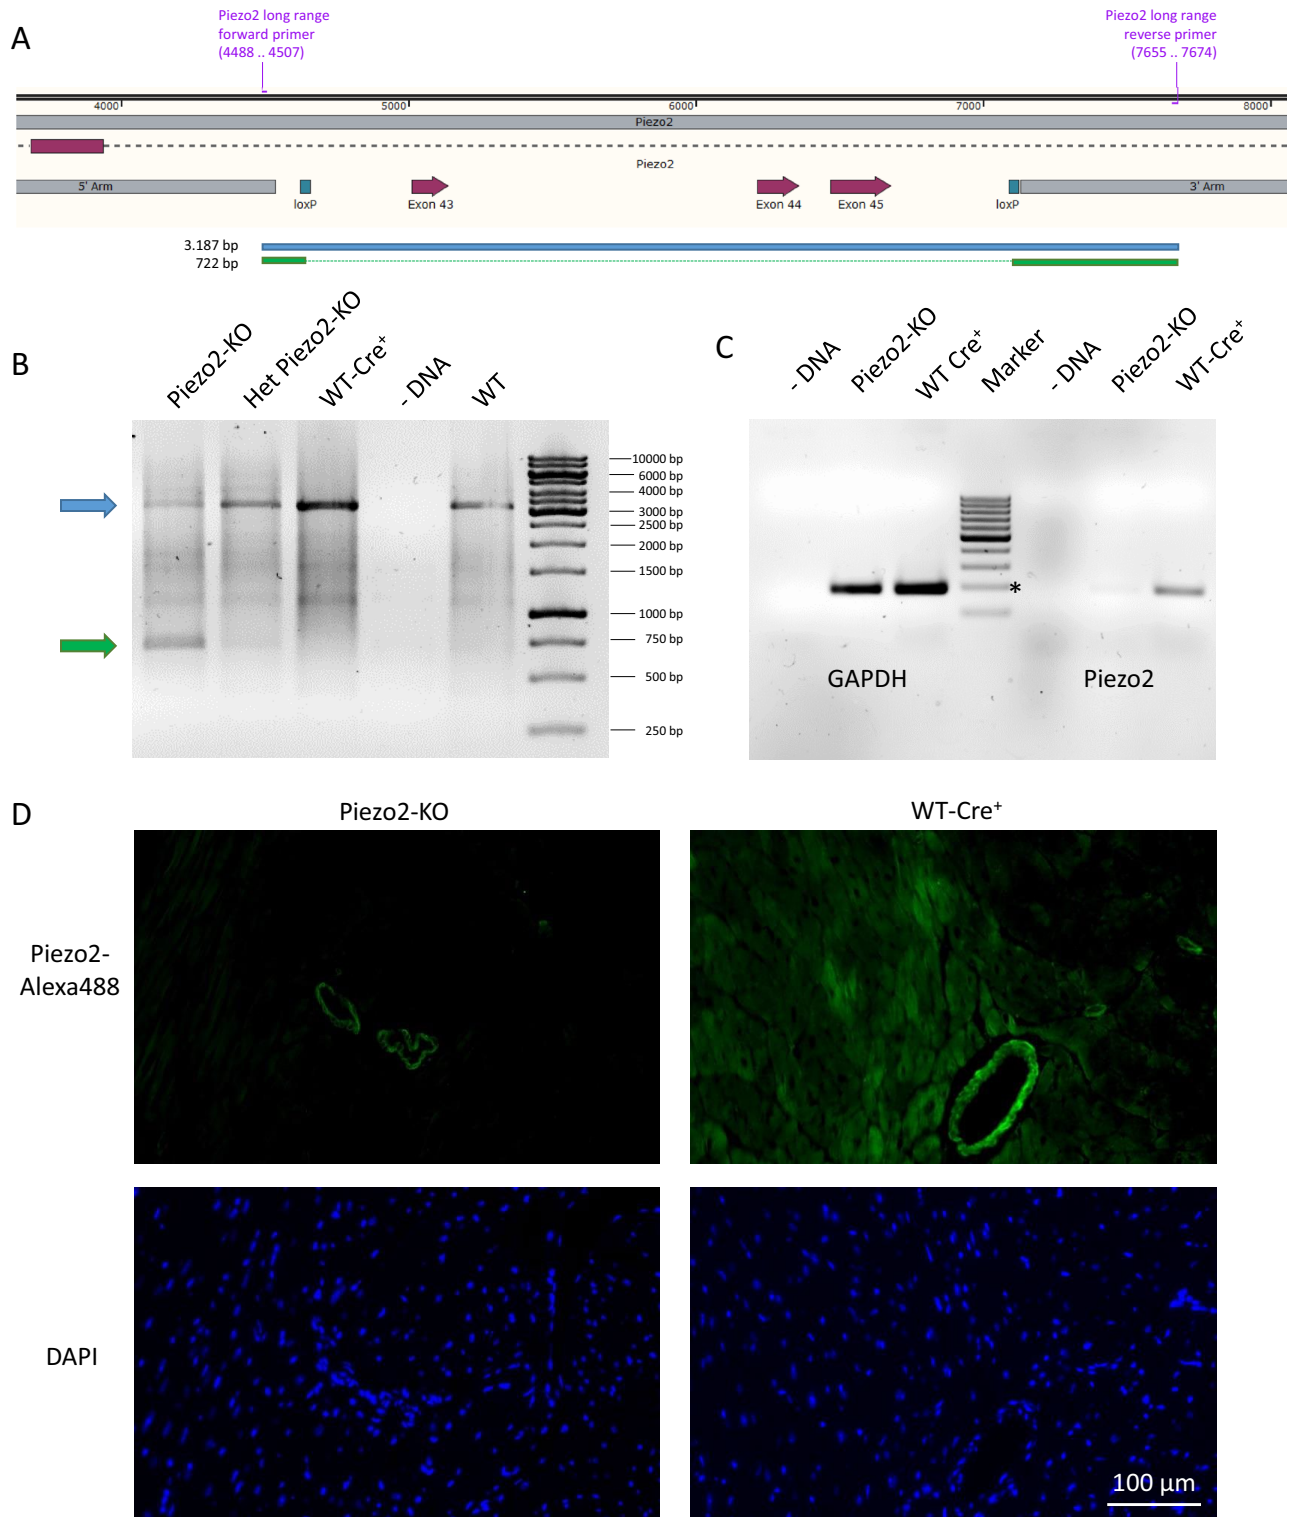 A
Piezo2 long range
forward primer
(4488 .. 4507)
Piezo2 long range
reverse primer
(7655 .. 7674)
4000
5000
6000
7000
8000
Piezo2
Piezo2
5' Arm
loxP
Exon 43
Exon 44
Exon 45
loxP
3' Arm
3.187 bp
722 bp
B
Piezo2-KO
Het Piezo2-KO
WT-Cre⁺
- DNA
WT
10000 bp
6000 bp
4000 bp
3000 bp
2500 bp
2000 bp
1500 bp
1000 bp
750 bp
500 bp
250 bp
C
- DNA
Piezo2-KO
WT Cre⁺
Marker
- DNA
Piezo2-KO
WT-Cre⁺
*
GAPDH
Piezo2
D
Piezo2-KO
WT-Cre⁺
Piezo2-
Alexa488
DAPI
100 µm